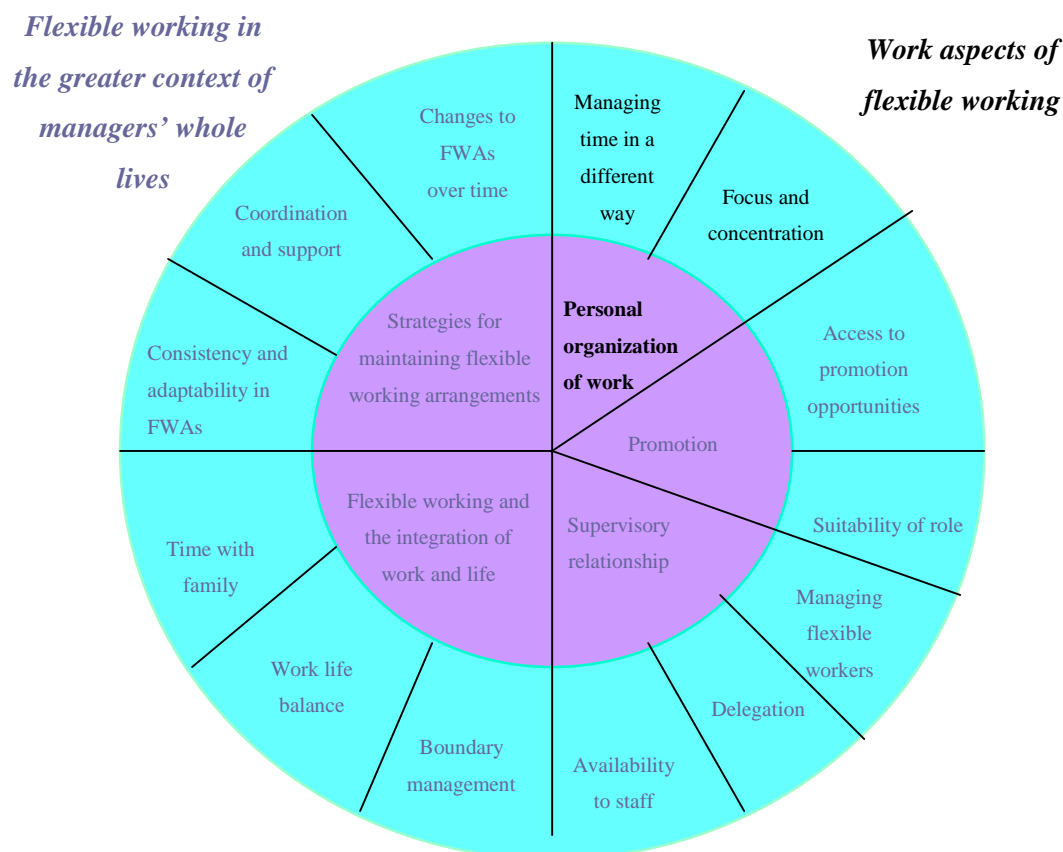 Flexible working in
the greater context of
managers’ whole
lives
Work aspects of
flexible working
Changes to
FWAs
over time
Managing
time in a
different
way
Focus and
concentration
Coordination
and support
Consistency and
adaptability in
FWAs
Strategies for
maintaining flexible
working arrangements
Personal
organization
of work
Access to
promotion
opportunities
Promotion
Flexible working and
the integration of
work and life
Supervisory
relationship
Suitability of role
Time with
family
Managing
flexible
workers
Work life
balance
Delegation
Boundary
management
Availability
to staff